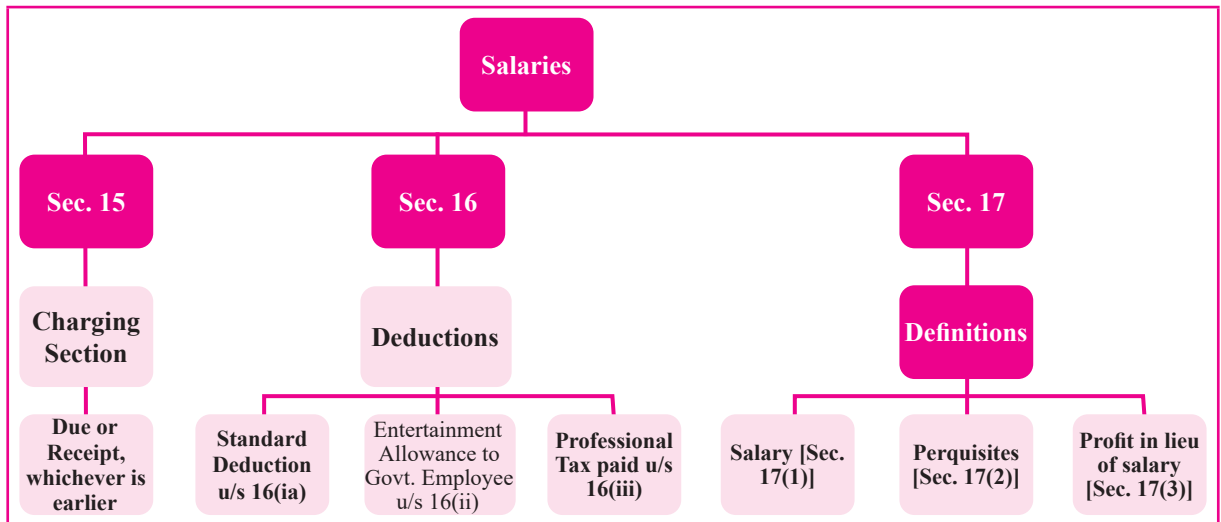 Salaries
Sec. 15
Sec. 16
Sec. 17
Charging
Section
Deductions
Definitions
Due or
Receipt,
whichever is
earlier
Standard
Deduction
u/s 16(ia)
Entertainment
Allowance to
Govt. Employee
u/s 16(ii)
Professional
Tax paid u/s
16(iii)
Salary [Sec.
17(1)]
Perquisites
[Sec. 17(2)]
Profit in lieu
of salary
[Sec. 17(3)]